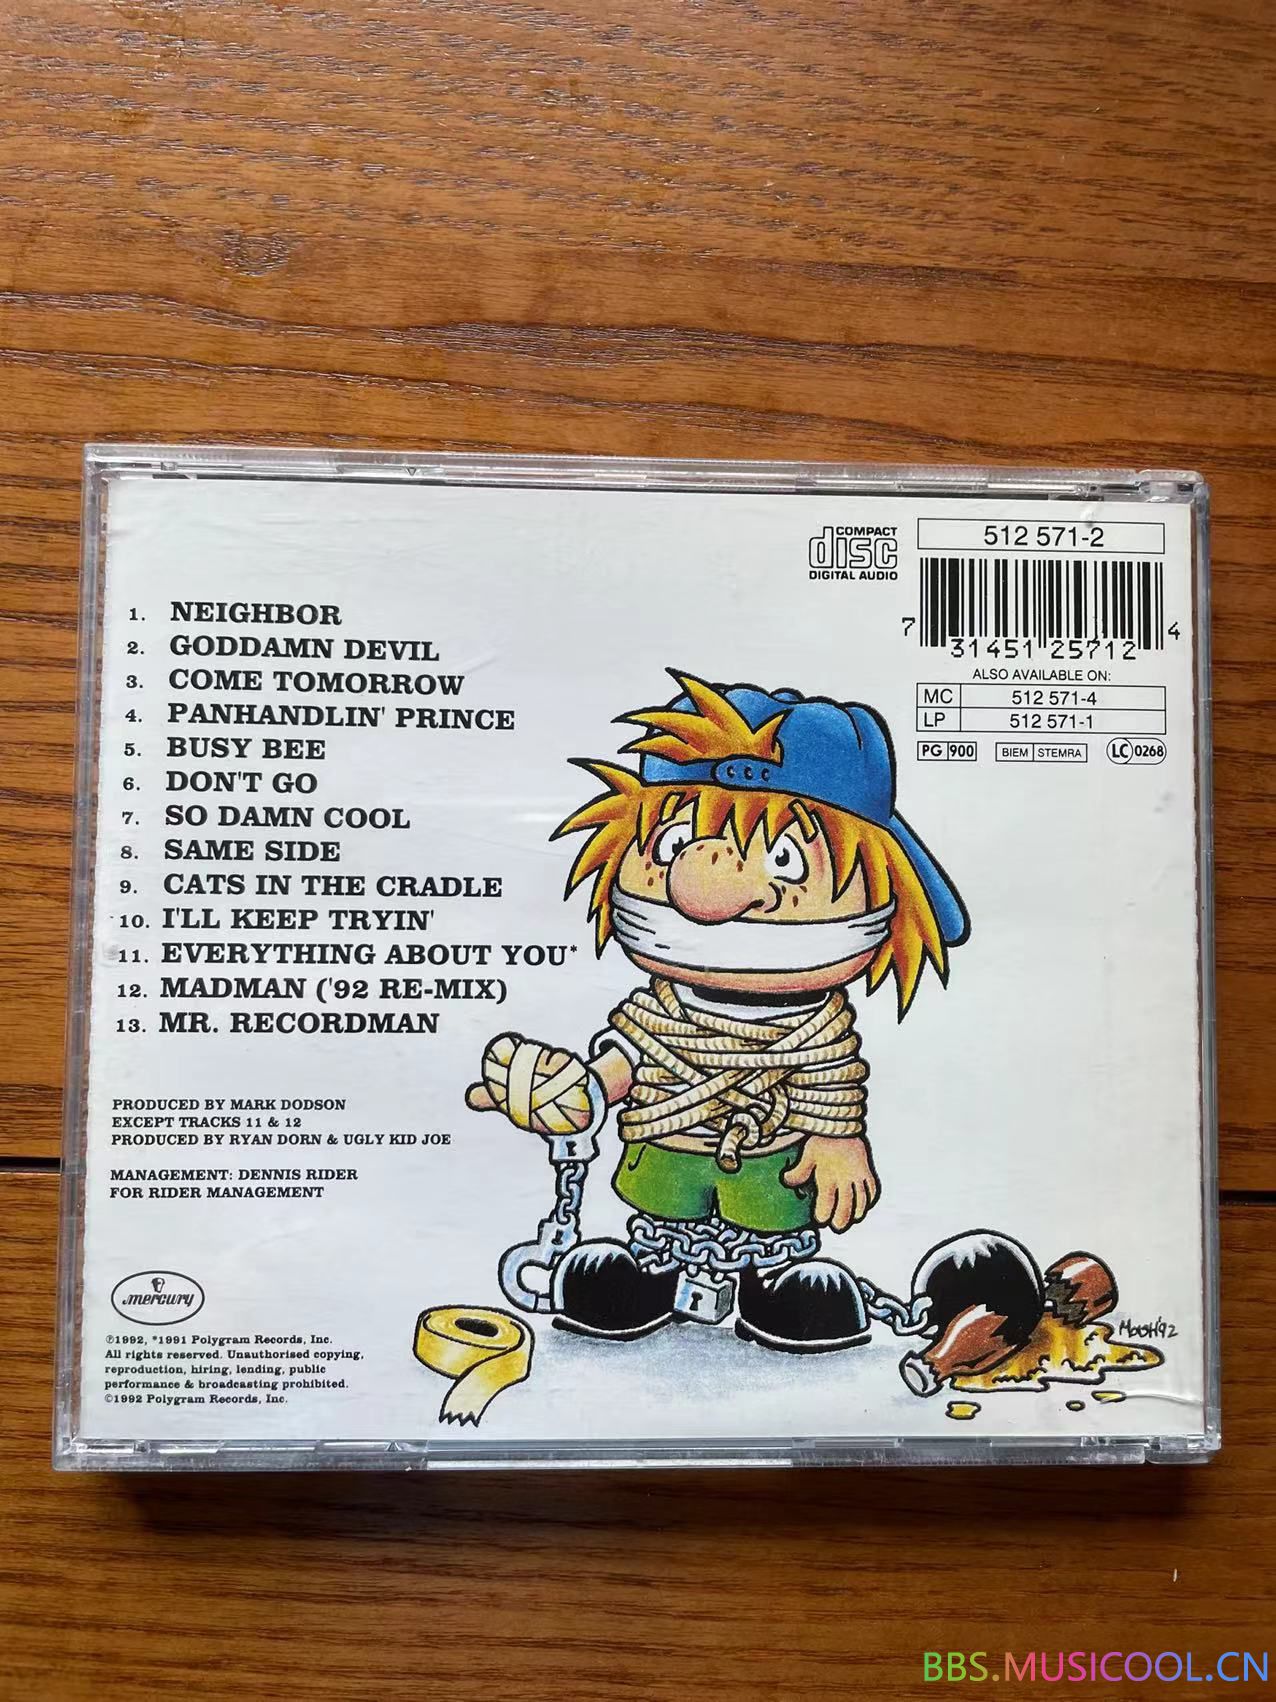 COMPACT
disc
DIGITAL AUDIO
512 571-2
7 31451 25712 4
ALSO AVAILABLE ON:
MC 512 571-4
LP 512 571-1
PG 900 BIEM STEMRA LC 0268
1. NEIGHBOR
2. GODDAMN DEVIL
3. COME TOMORROW
4. PANHANDLIN' PRINCE
5. BUSY BEE
6. DON'T GO
7. SO DAMN COOL
8. SAME SIDE
9. CATS IN THE CRADLE
10. I'LL KEEP TRYIN'
11. EVERYTHING ABOUT YOU*
12. MADMAN ('92 RE-MIX)
13. MR. RECORDMAN
PRODUCED BY MARK DODSON
EXCEPT TRACKS 11 & 12
PRODUCED BY RYAN DORN & UGLY KID JOE
MANAGEMENT: DENNIS RIDER
FOR RIDER MANAGEMENT
mercury
℗1992, *1991 Polygram Records, Inc.
All rights reserved. Unauthorised copying,
reproduction, hiring, lending, public
performance & broadcasting prohibited.
©1992 Polygram Records, Inc.
BBS.MUSICOOL.CN